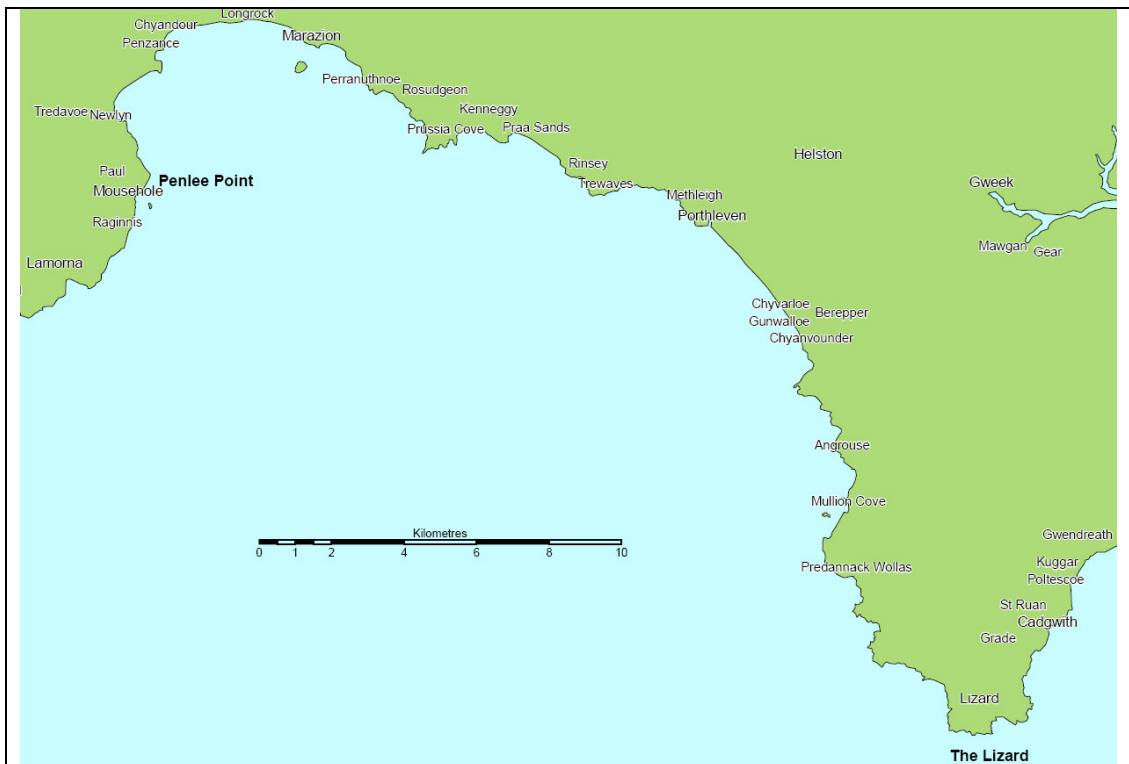 Longrock
Chyandour
Penzance
Marazion
Perranuthnoe
Rosudgeon
Kenneggy
Tredavoe
Newlyn
Prussia Cove
Praa Sands
Helston
Rinsey
Paul
Penlee Point
Trewaves
Gweek
Mousehole
Methleigh
Porthleven
Raginnis
Mawgan
Gear
Lamorna
Chyvarloe
Berepper
Gunwalloe
Chyanvounder
Angrouse
Mullion Cove
Kilometres
0 1 2 4 6 8 10
Gwendreath
Kuggar
Predannack Wollas
Poltescoe
St Ruan
Cadgwith
Grade
Lizard
The Lizard